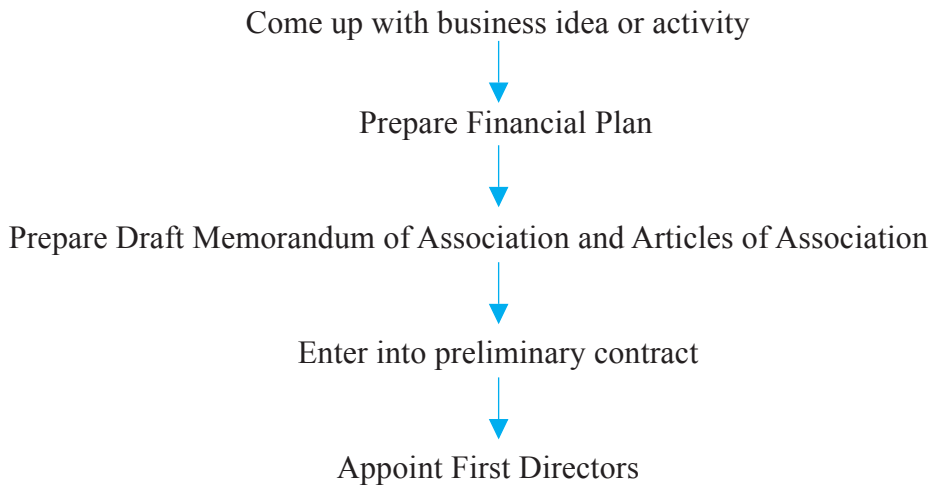 Come up with business idea or activity
Prepare Financial Plan
Prepare Draft Memorandum of Association and Articles of Association
Enter into preliminary contract
Appoint First Directors